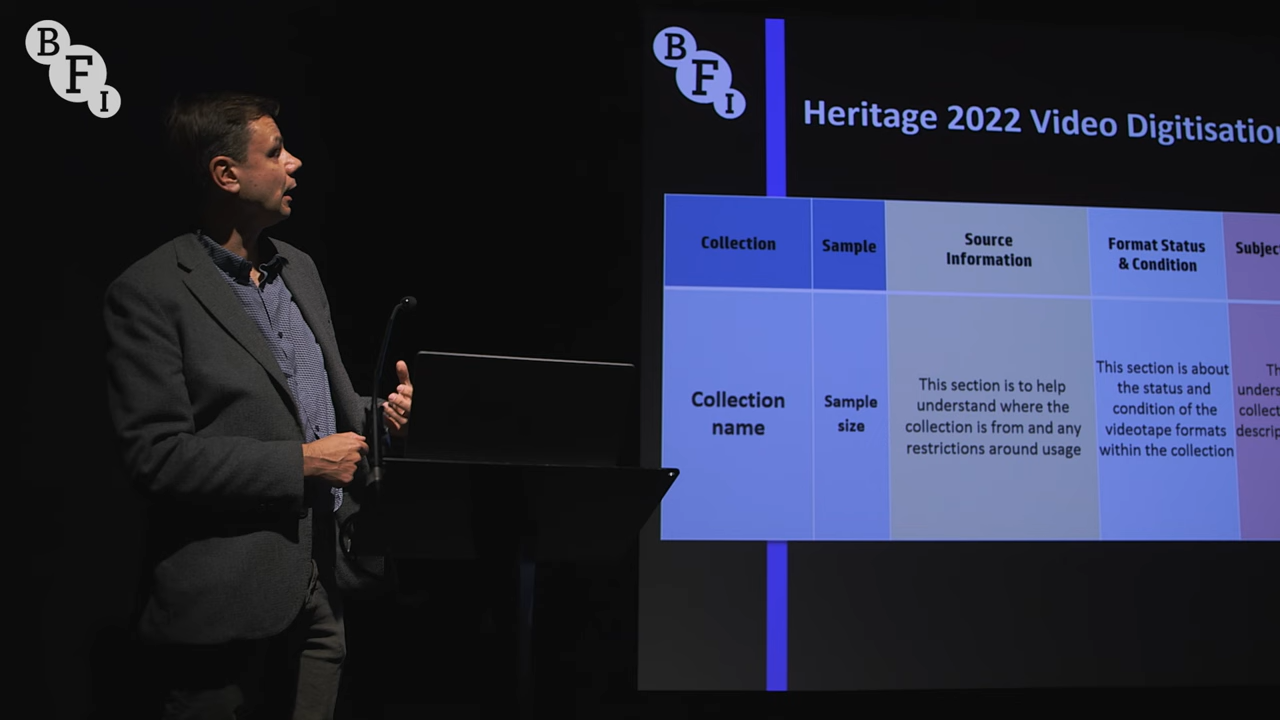 BFI
BFI
Heritage 2022 Video Digitisation
Collection
Sample
Source
Information
Format Status
& Condition
Collection
name
Sample
size
This section is to help
understand where the
collection is from and any
restrictions around usage
This section is about
the status and
condition of the
videotape formats
within the collection